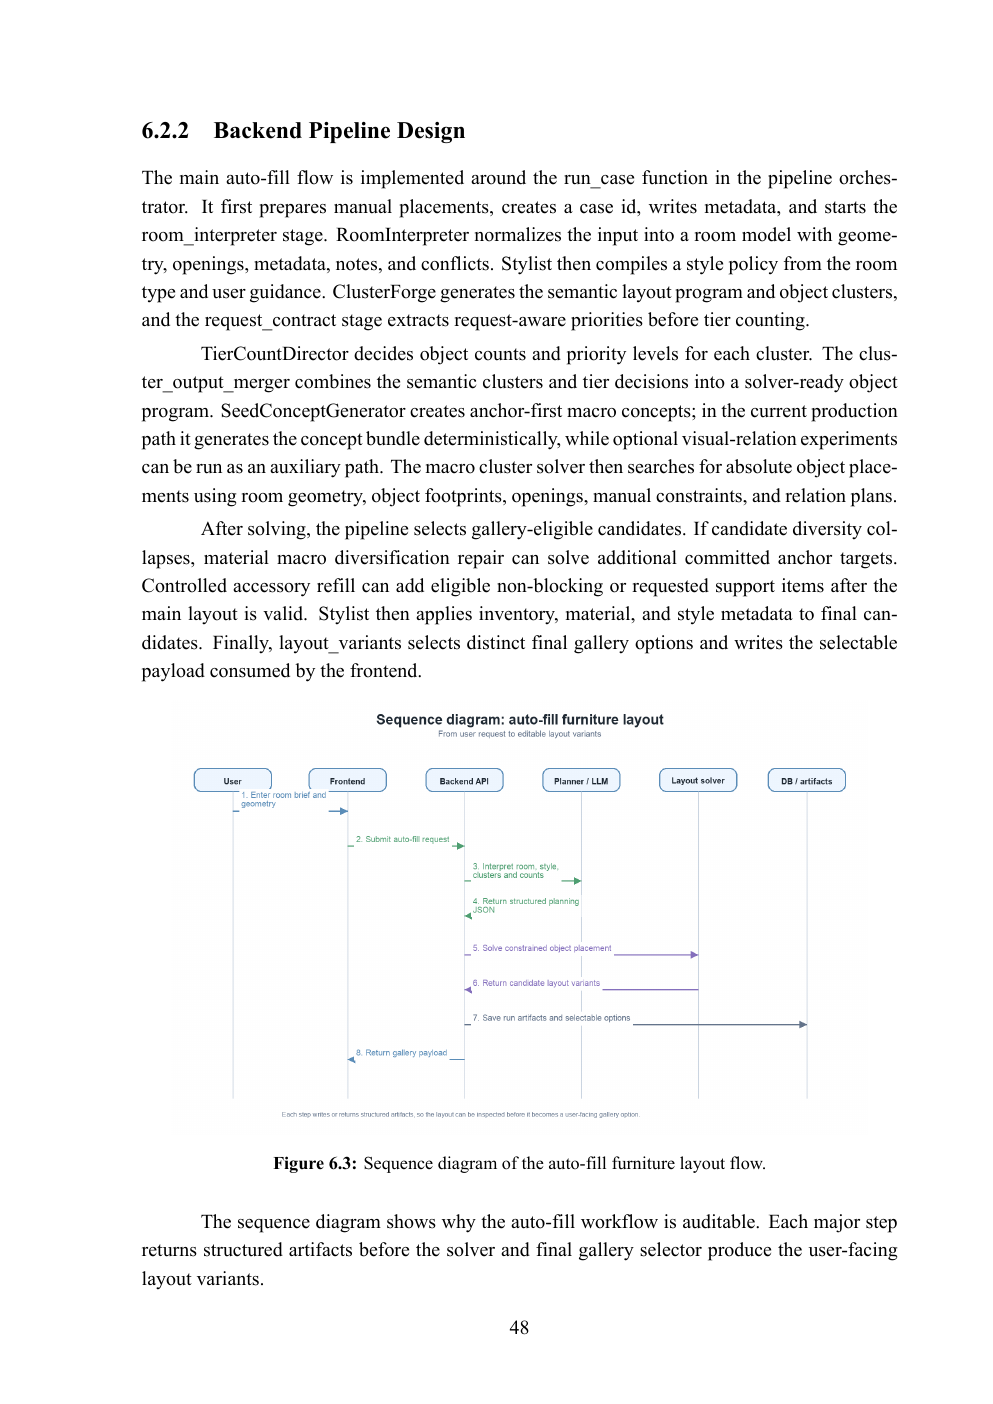 6.2.2 Backend Pipeline Design
The main auto-fill flow is implemented around the run_case function in the pipeline orches-
trator. It first prepares manual placements, creates a case id, writes metadata, and starts the
room_interpreter stage. RoomInterpreter normalizes the input into a room model with geome-
try, openings, metadata, notes, and conflicts. Stylist then compiles a style policy from the room
type and user guidance. ClusterForge generates the semantic layout program and object clusters,
and the request_contract stage extracts request-aware priorities before tier counting.
TierCountDirector decides object counts and priority levels for each cluster. The clus-
ter_output_merger combines the semantic clusters and tier decisions into a solver-ready object
program. SeedConceptGenerator creates anchor-first macro concepts; in the current production
path it generates the concept bundle deterministically, while optional visual-relation experiments
can be run as an auxiliary path. The macro cluster solver then searches for absolute object place-
ments using room geometry, object footprints, openings, manual constraints, and relation plans.
After solving, the pipeline selects gallery-eligible candidates. If candidate diversity col-
lapses, material macro diversification repair can solve additional committed anchor targets.
Controlled accessory refill can add eligible non-blocking or requested support items after the
main layout is valid. Stylist then applies inventory, material, and style metadata to final can-
didates. Finally, layout_variants selects distinct final gallery options and writes the selectable
payload consumed by the frontend.
Sequence diagram: auto-fill furniture layout
From user request to editable layout variants
User Frontend Backend API Planner / LLM Layout solver DB / artifacts
1. Enter room brief and
geometry
2. Submit auto-fill request
3. Interpret room, style,
clusters and counts
4. Return structured planning
JSON
5. Solve constrained object placement
6. Return candidate layout variants
7. Save run artifacts and selectable options
8. Return gallery payload
Each step writes or returns structured artifacts, so the layout can be inspected before it becomes a user-facing gallery option.
Figure 6.3: Sequence diagram of the auto-fill furniture layout flow.
The sequence diagram shows why the auto-fill workflow is auditable. Each major step
returns structured artifacts before the solver and final gallery selector produce the user-facing
layout variants.
48